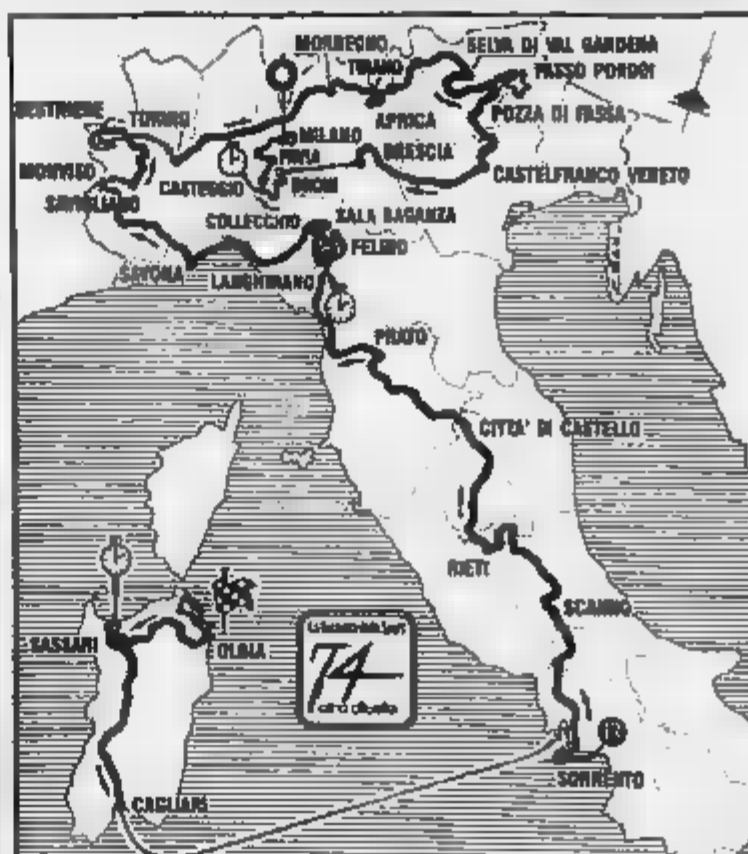 MORBEGNO
SELVA DI VAL GARDENA
TIRANO
PASSO PORDOI
SESTRIERE
TORINO
APRICA
POZZA DI FASSA
MILANO
PAVIA
BRESCIA
MONVISO
CASTEGGIO
BRONI
CASTELFRANCO VENETO
SAVIGLIANO
COLLECCHIO
SALA BAGANZA
FELINO
SAVONA
LANGHIRANO
PRATO
CITTA' DI CASTELLO
RIETI
SCANNO
SASSARI
OLBIA
T4
SORRENTO
CAGLIARI